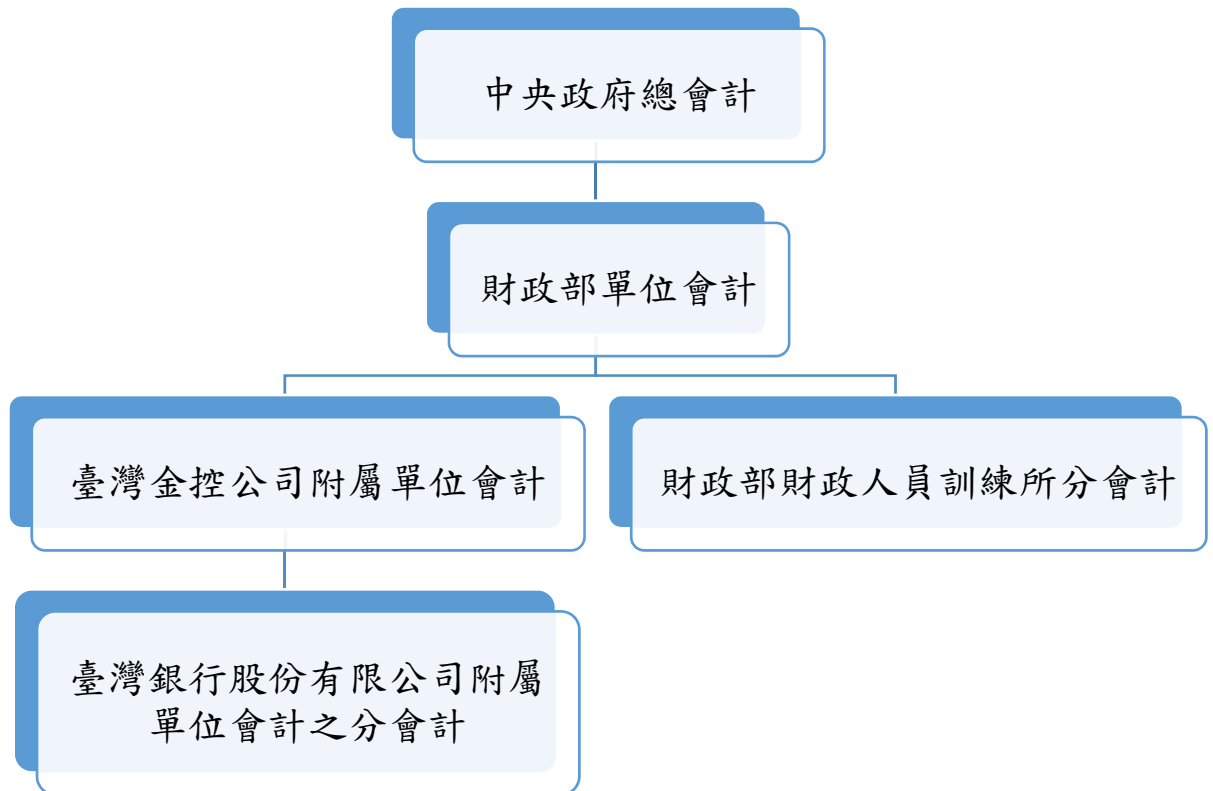 中央政府總會計
財政部單位會計
臺灣金控公司附屬單位會計
財政部財政人員訓練所分會計
臺灣銀行股份有限公司附屬
單位會計之分會計